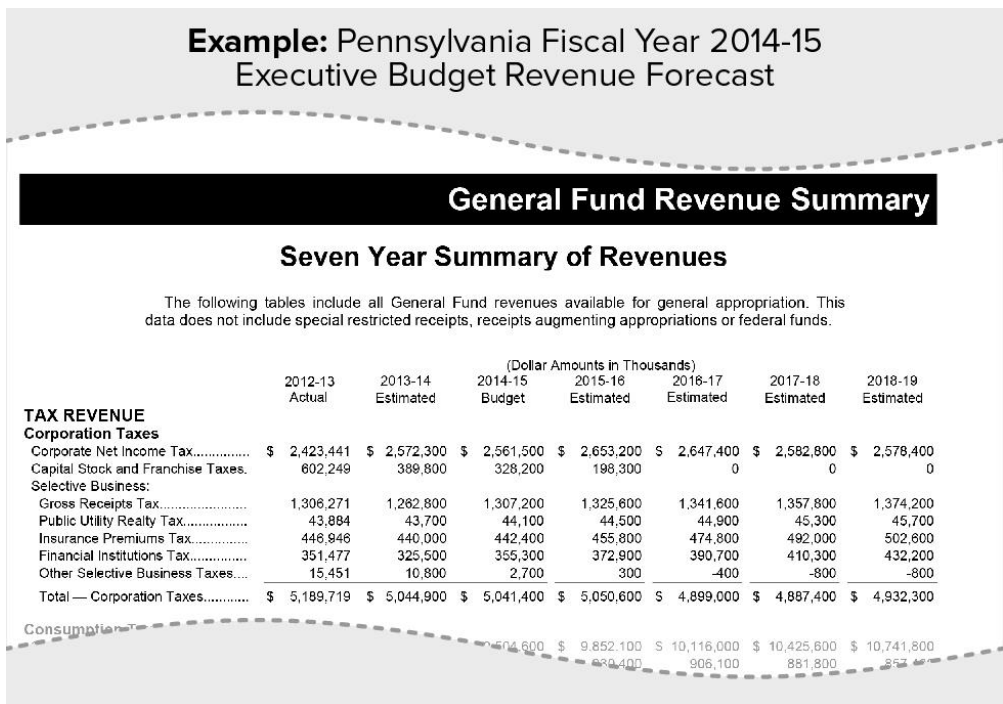 Example: Pennsylvania Fiscal Year 2014-15
Executive Budget Revenue Forecast
General Fund Revenue Summary
Seven Year Summary of Revenues
The following tables include all General Fund revenues available for general appropriation. This
data does not include special restricted receipts, receipts augmenting appropriations or federal funds.
(Dollar Amounts in Thousands)
2012-13 2013-14 2014-15 2015-16 2016-17 2017-18 2018-19
Actual Estimated Budget Estimated Estimated Estimated Estimated
TAX REVENUE
Corporation Taxes
Corporate Net Income Tax............... $ 2,423,441 $ 2,572,300 $ 2,561,500 $ 2,653,200 $ 2,647,400 $ 2,582,800 $ 2,578,400
Capital Stock and Franchise Taxes. 602,249 389,800 328,200 198,300 0 0 0
Selective Business:
Gross Receipts Tax....................... 1,306,271 1,262,800 1,307,200 1,325,600 1,341,600 1,357,800 1,374,200
Public Utility Realty Tax................. 43,884 43,700 44,100 44,500 44,900 45,300 45,700
Insurance Premiums Tax............... 446,946 440,000 442,400 455,800 474,800 492,000 502,600
Financial Institutions Tax............... 351,477 325,500 355,300 372,900 390,700 410,300 432,200
Other Selective Business Taxes.... 15,451 10,800 2,700 300 -400 -800 -800
Total — Corporation Taxes............ $ 5,189,719 $ 5,044,900 $ 5,041,400 $ 5,050,600 $ 4,899,000 $ 4,887,400 $ 4,932,300
Consumption
$ 9,852,100 $ 10,116,000 $ 10,425,600 $ 10,741,800
906,100 881,800